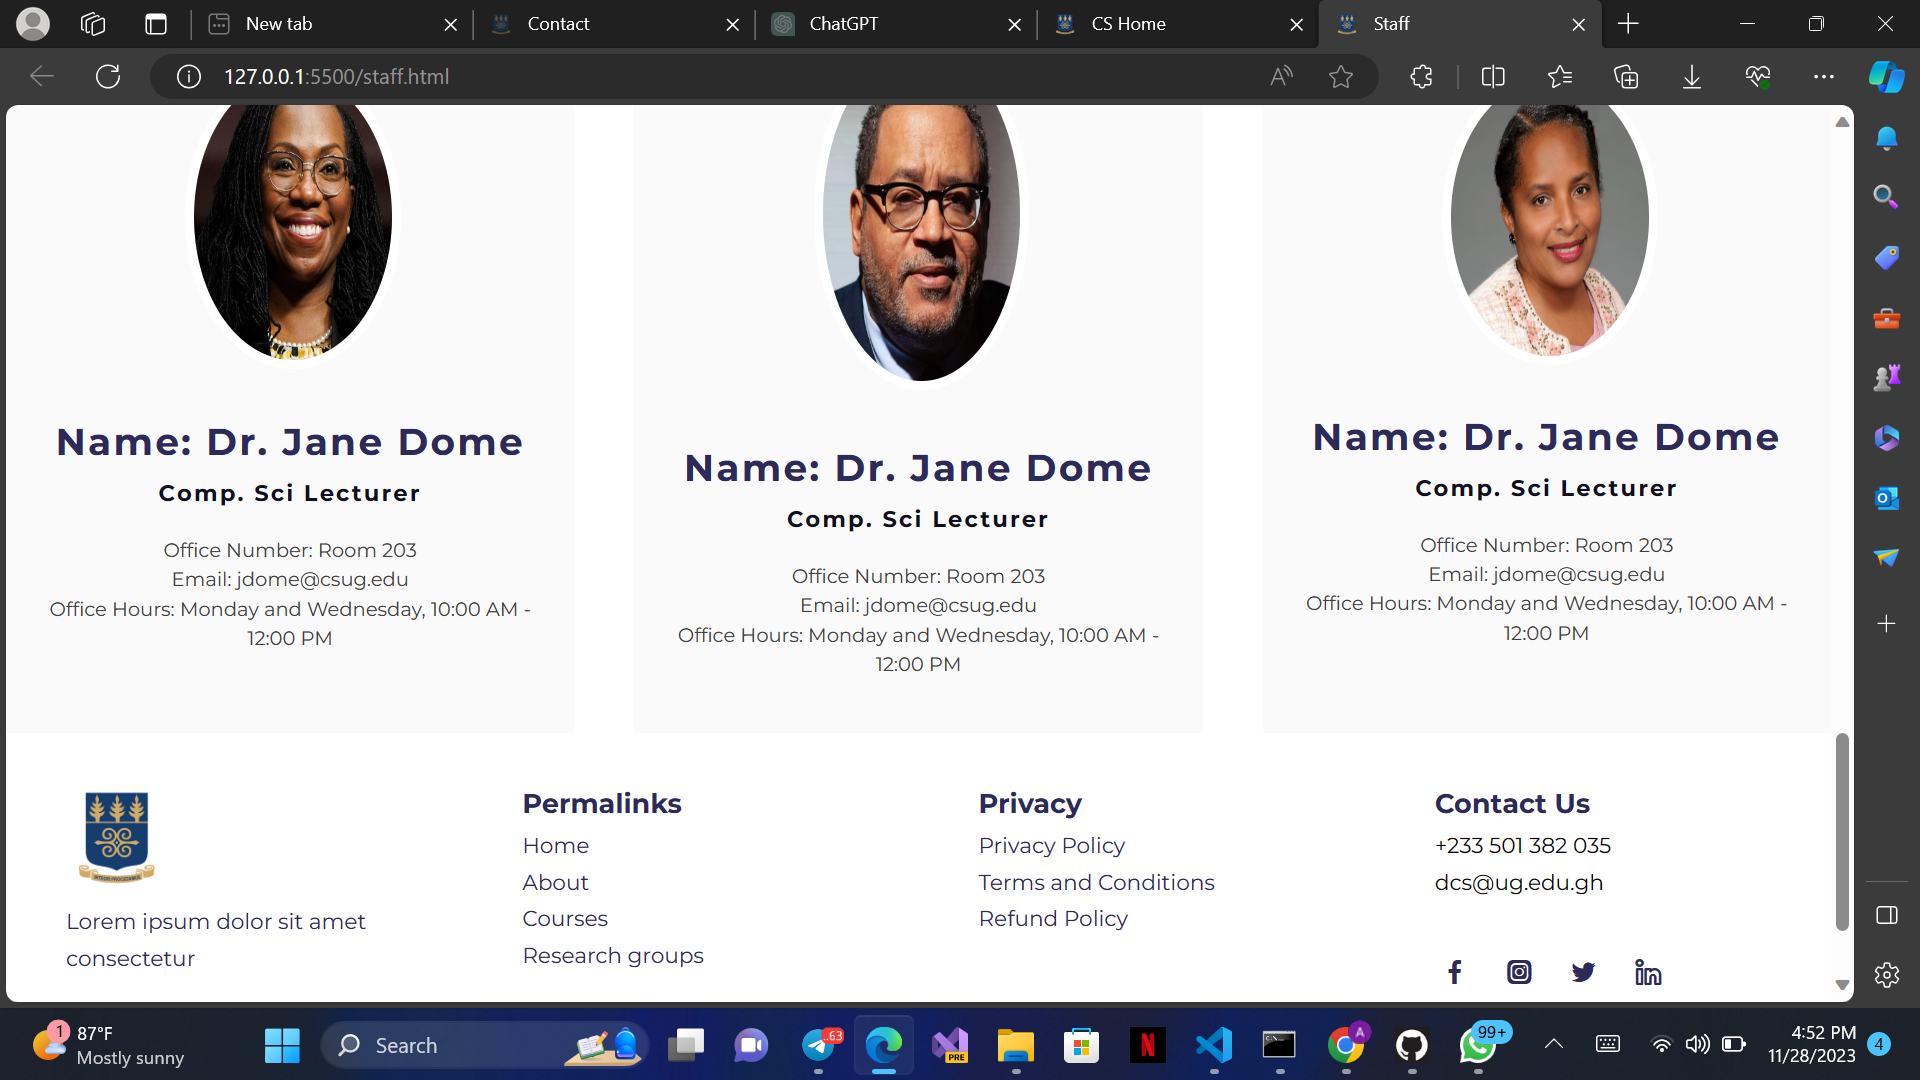 New tab
Contact
ChatGPT
CS Home
Staff
127.0.0.1:5500/staff.html
Name: Dr. Jane Dome
Comp. Sci Lecturer
Office Number: Room 203
Email: jdome@csug.edu
Office Hours: Monday and Wednesday, 10:00 AM -
12:00 PM
Name: Dr. Jane Dome
Comp. Sci Lecturer
Office Number: Room 203
Email: jdome@csug.edu
Office Hours: Monday and Wednesday, 10:00 AM -
12:00 PM
Name: Dr. Jane Dome
Comp. Sci Lecturer
Office Number: Room 203
Email: jdome@csug.edu
Office Hours: Monday and Wednesday, 10:00 AM -
12:00 PM
Lorem ipsum dolor sit amet
consectetur
Permalinks
Home
About
Courses
Research groups
Privacy
Privacy Policy
Terms and Conditions
Refund Policy
Contact Us
+233 501 382 035
dcs@ug.edu.gh
1
87°F
Mostly sunny
Search
..63
PRE
N
A
99+
4:52 PM
11/28/2023
4